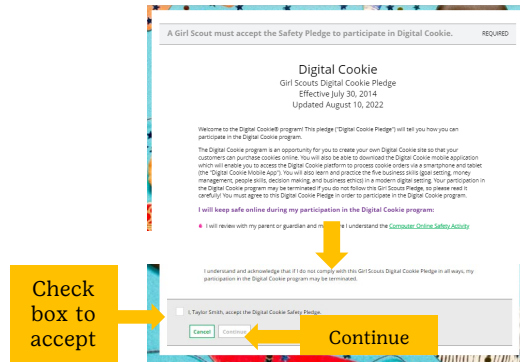 A Girl Scout must accept the Safety Pledge to participate in Digital Cookie. REQUIRED
Digital Cookie
Girl Scouts Digital Cookie Pledge
Effective July 30, 2014
Updated August 10, 2022
Welcome to the Digital Cookie® program! This pledge ("Digital Cookie Pledge") will tell you how you can
participate in the Digital Cookie program.
The Digital Cookie program is an opportunity for you to create your own Digital Cookie site so that your
customers can purchase cookies online. You will also be able to download the Digital Cookie mobile application
which will enable you to access the Digital Cookie platform to process cookie orders via a smartphone and tablet
(the "Digital Cookie Mobile App"). You will also learn and practice the five business skills (goal setting, money
management, people skills, decision making, and business ethics) in a modern digital setting. Your participation in
the Digital Cookie program may be terminated if you do not follow this Girl Scouts Pledge, so please read it
carefully! You must agree to this Digital Cookie Pledge in order to participate in the Digital Cookie program.
I will keep safe online during my participation in the Digital Cookie program:
I will review with my parent or guardian and I understand the Computer Online Safety Activity
I understand and acknowledge that if I do not comply with this Girl Scouts Digital Cookie Pledge in all ways, my
participation in the Digital Cookie program may be terminated.
Check
box to
accept
I, Taylor Smith, accept the Digital Cookie Safety Pledge.
Cancel Continue
Continue